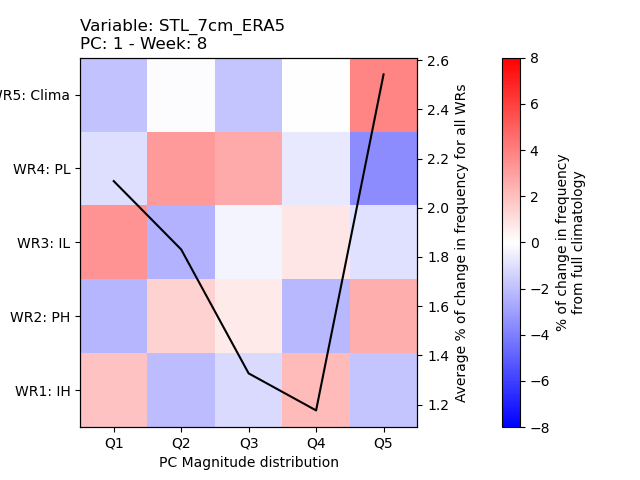 Variable: STL_7cm_ERA5
PC: 1 - Week: 8
WR5: Clima
WR4: PL
WR3: IL
WR2: PH
WR1: IH
Q1 Q2 Q3 Q4 Q5
PC Magnitude distribution
2.6
2.4
2.2
2.0
1.8
1.6
1.4
1.2
Average % of change in frequency for all WRs
8
6
4
2
0
−2
−4
−6
−8
% of change in frequency
from full climatology